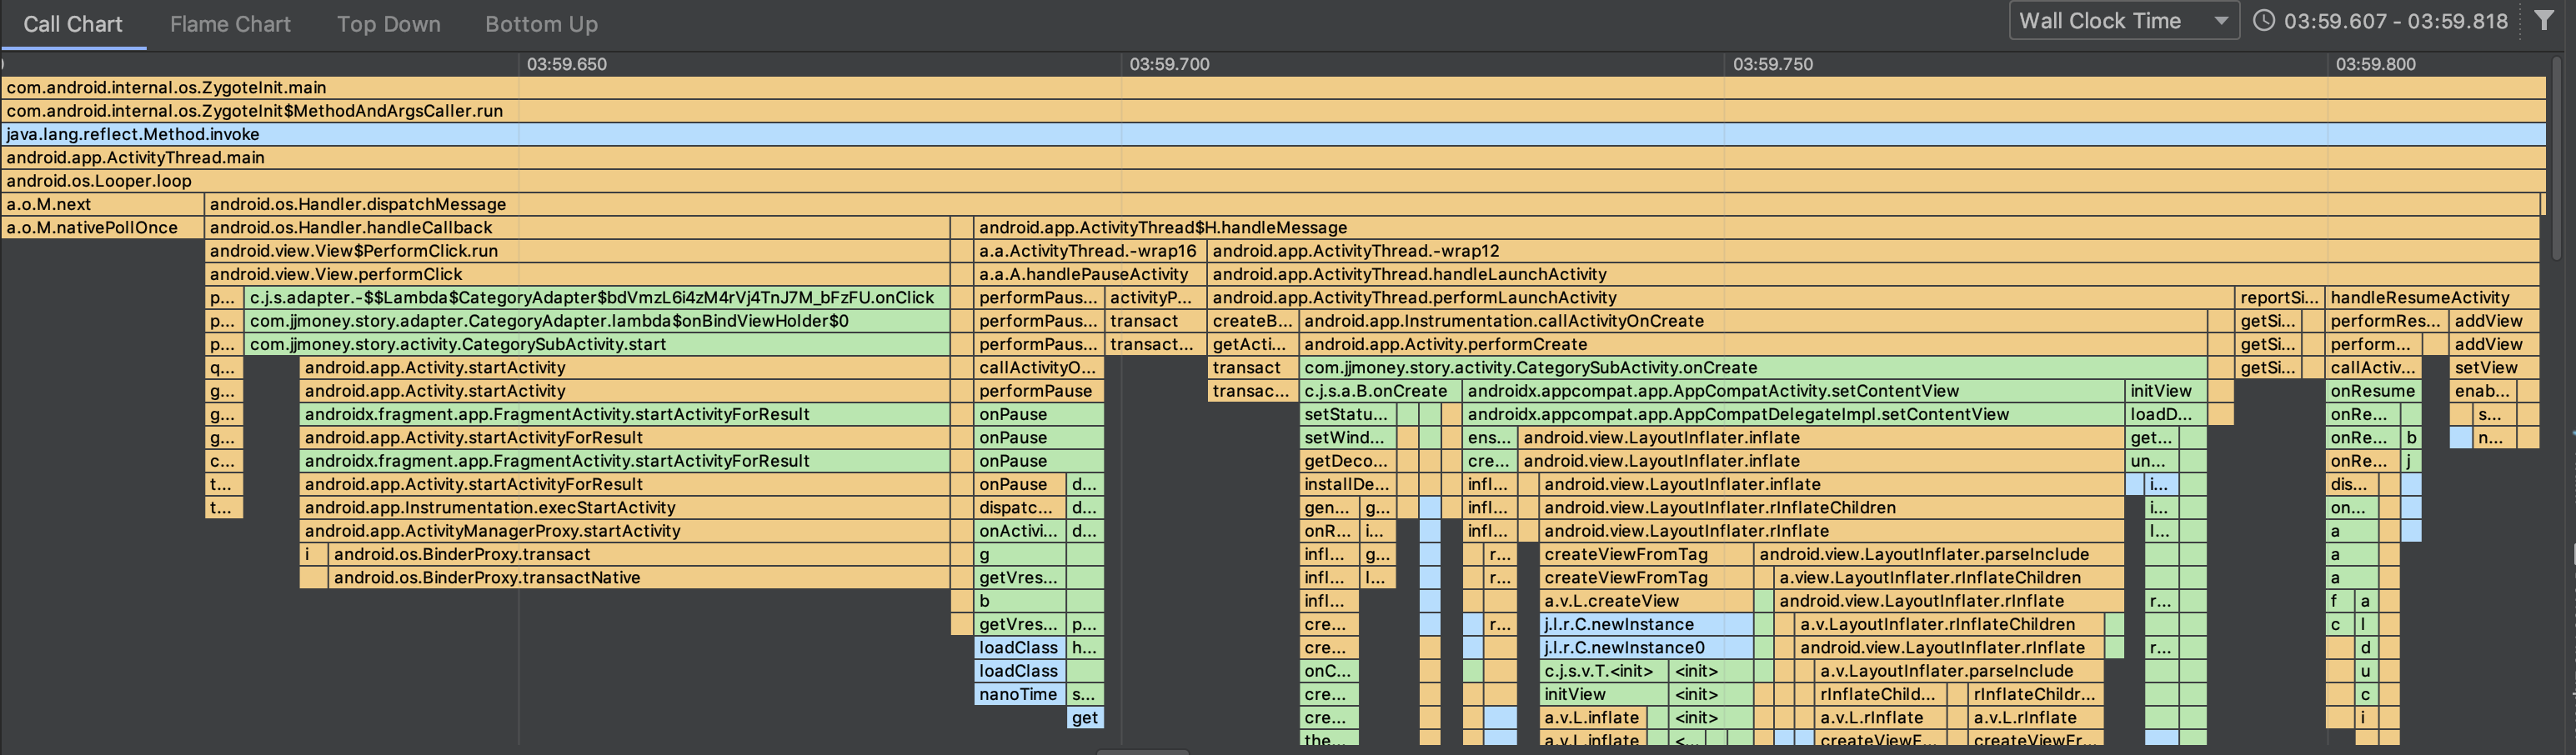 Call Chart Flame Chart Top Down Bottom Up Wall Clock Time 03:59.607 - 03:59.818
03:59.650 03:59.700 03:59.750 03:59.800
com.android.internal.os.ZygoteInit.main
com.android.internal.os.ZygoteInit$MethodAndArgsCaller.run
java.lang.reflect.Method.invoke
android.app.ActivityThread.main
android.os.Looper.loop
a.o.M.next android.os.Handler.dispatchMessage
a.o.M.nativePollOnce android.os.Handler.handleCallback android.app.ActivityThread$H.handleMessage
android.view.View$PerformClick.run a.a.ActivityThread.-wrap16 android.app.ActivityThread.-wrap12
android.view.View.performClick a.a.A.handlePauseActivity android.app.ActivityThread.handleLaunchActivity
p... c.j.s.adapter.-$$Lambda$CategoryAdapter$bdVmzL6i4zM4rVj4TnJ7M_bFzFU.onClick performPaus... activityP... android.app.ActivityThread.performLaunchActivity reportSi... handleResumeActivity
p... com.jjmoney.story.adapter.CategoryAdapter.lambda$onBindViewHolder$0 performPaus... transact createB... android.app.Instrumentation.callActivityOnCreate getSi... performRes... addView
p... com.jjmoney.story.activity.CategorySubActivity.start performPaus... transact... getActi... android.app.Activity.performCreate getSi... perform... addView
q... android.app.Activity.startActivity callActivityO... transact com.jjmoney.story.activity.CategorySubActivity.onCreate getSi... callActiv... setView
g... android.app.Activity.startActivity performPause transac... c.j.s.a.B.onCreate androidx.appcompat.app.AppCompatActivity.setContentView initView onResume enab...
g... androidx.fragment.app.FragmentActivity.startActivityForResult onPause setStatu... androidx.appcompat.app.AppCompatDelegateImpl.setContentView loadD... onRe... s...
g... android.app.Activity.startActivityForResult onPause setWind... ens... android.view.LayoutInflater.inflate get... onRe... b n...
c... androidx.fragment.app.FragmentActivity.startActivityForResult onPause getDeco... cre... android.view.LayoutInflater.inflate un... onRe... j
t... android.app.Activity.startActivityForResult onPause d... installDe... infl... android.view.LayoutInflater.inflate i... dis...
t... android.app.Instrumentation.execStartActivity dispatc... d... gen... g... infl... android.view.LayoutInflater.rInflateChildren i... on...
android.app.ActivityManagerProxy.startActivity onActivi... d... onR... i... infl... android.view.LayoutInflater.rInflate l... a
i android.os.BinderProxy.transact g infl... g... r... createViewFromTag android.view.LayoutInflater.parseInclude a
android.os.BinderProxy.transactNative getVres... infl... l... r... createViewFromTag a.view.LayoutInflater.rInflateChildren a
b infl... a.v.L.createView android.view.LayoutInflater.rInflate r... f a
getVres... p... cre... r... j.l.r.C.newInstance a.v.LayoutInflater.rInflateChildren c l
loadClass h... cre... j.l.r.C.newInstance0 android.view.LayoutInflater.rInflate r... d
loadClass onC... c.j.s.v.T.<init> <init> a.v.LayoutInflater.parseInclude u
nanoTime s... cre... initView <init> rInflateChild... rInflateChildr... c
get cre... a.v.L.inflate <init> a.v.L.rInflate a.v.L.rInflate i
the... a.v.L.inflate <... createViewF... createViewFr...